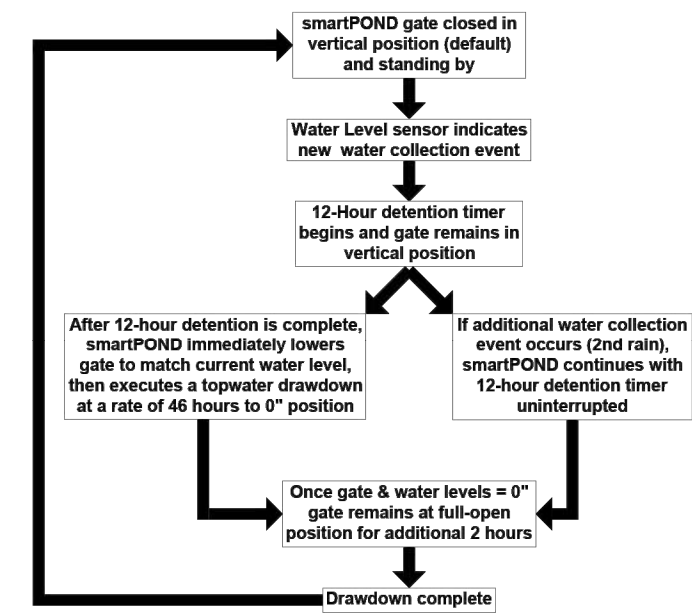 smartPOND gate closed in
vertical position (default)
and standing by
Water Level sensor indicates
new water collection event
12-Hour detention timer
begins and gate remains in
vertical position
After 12-hour detention is complete,
smartPOND immediately lowers
gate to match current water level,
then executes a topwater drawdown
at a rate of 46 hours to 0" position
If additional water collection
event occurs (2nd rain),
smartPOND continues with
12-hour detention timer
uninterrupted
Once gate & water levels = 0"
gate remains at full-open
position for additional 2 hours
Drawdown complete